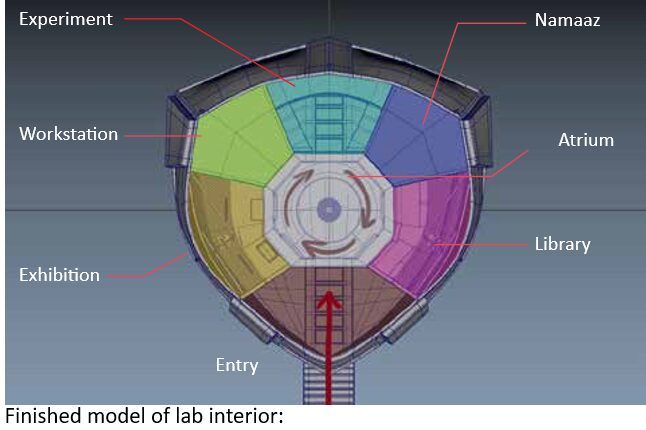 Experiment
Namaaz
Workstation
Atrium
Library
Exhibition
Entry
Finished model of lab interior: